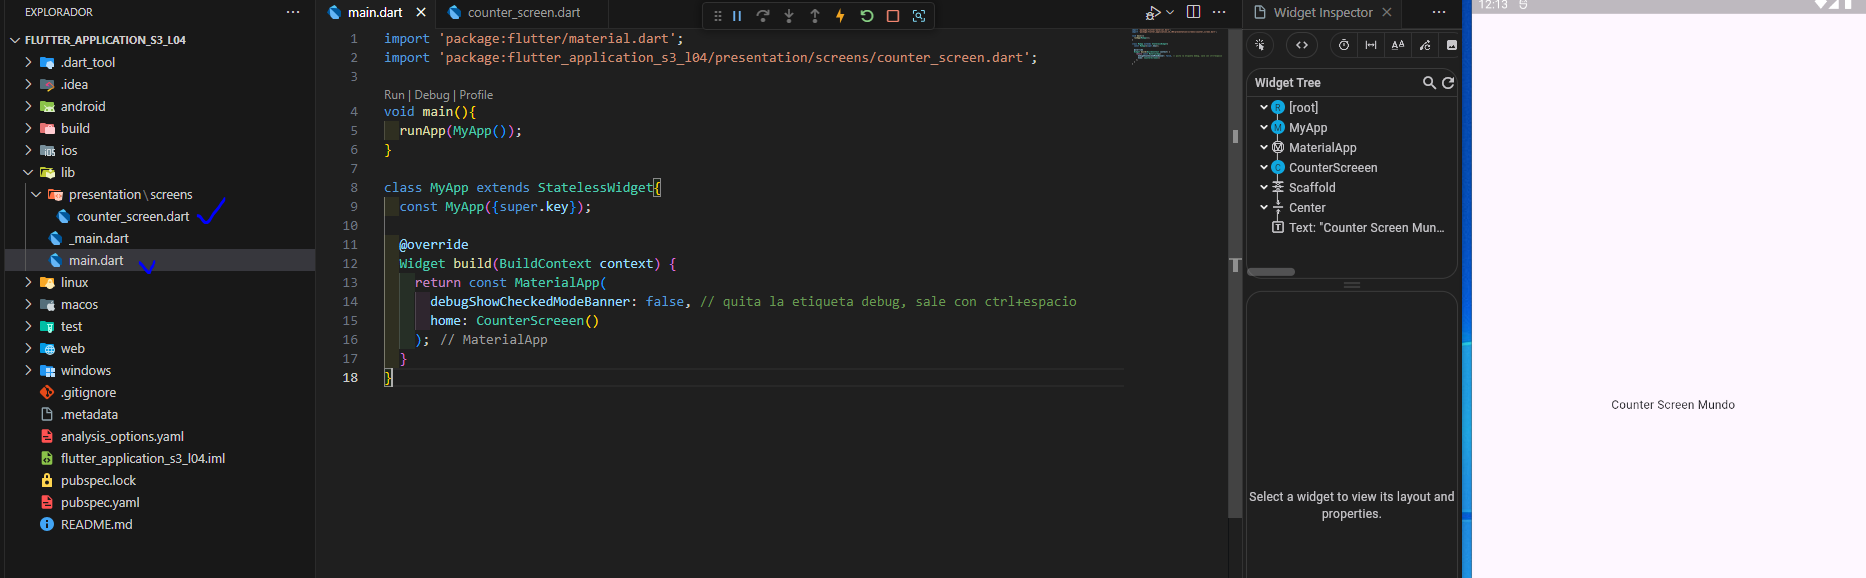 EXPLORADOR
FLUTTER_APPLICATION_S3_L04
.dart_tool
.idea
android
build
ios
lib
presentation\screens
counter_screen.dart
_main.dart
main.dart
linux
macos
test
web
windows
.gitignore
.metadata
analysis_options.yaml
flutter_application_s3_l04.iml
pubspec.lock
pubspec.yaml
README.md
main.dart
counter_screen.dart
1 import 'package:flutter/material.dart';
2 import 'package:flutter_application_s3_l04/presentation/screens/counter_screen.dart';
3
Run | Debug | Profile
4 void main(){
5 runApp(MyApp());
6 }
7
8 class MyApp extends StatelessWidget{
9 const MyApp({super.key});
10
11 @override
12 Widget build(BuildContext context) {
13 return const MaterialApp(
14 debugShowCheckedModeBanner: false, // quita la etiqueta debug, sale con ctrl+espacio
15 home: CounterScreeen()
16 ); // MaterialApp
17 }
18 }
Widget Inspector
Widget Tree
[root]
MyApp
MaterialApp
CounterScreeen
Scaffold
Center
Text: "Counter Screen Mun...
Select a widget to view its layout and
properties.
12:13
Counter Screen Mundo